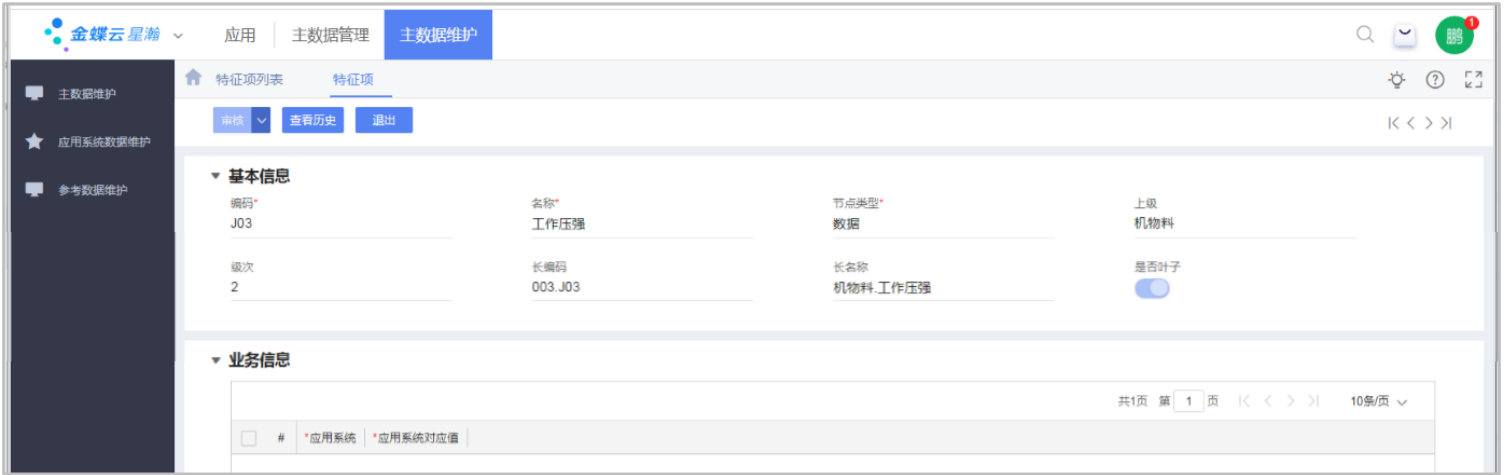 金蝶云星瀚 应用 主数据管理 主数据维护 鹏 1
特征项列表 特征项
主数据维护
应用系统数据维护
参考数据维护
审核 查看历史 退出
基本信息
编码* 名称* 节点类型* 上级
J03 工作压强 数据 机物料
级次 长编码 长名称 是否叶子
2 003.J03 机物料.工作压强
业务信息
共1页 第 1 页 10条/页
# *应用系统 *应用系统对应值